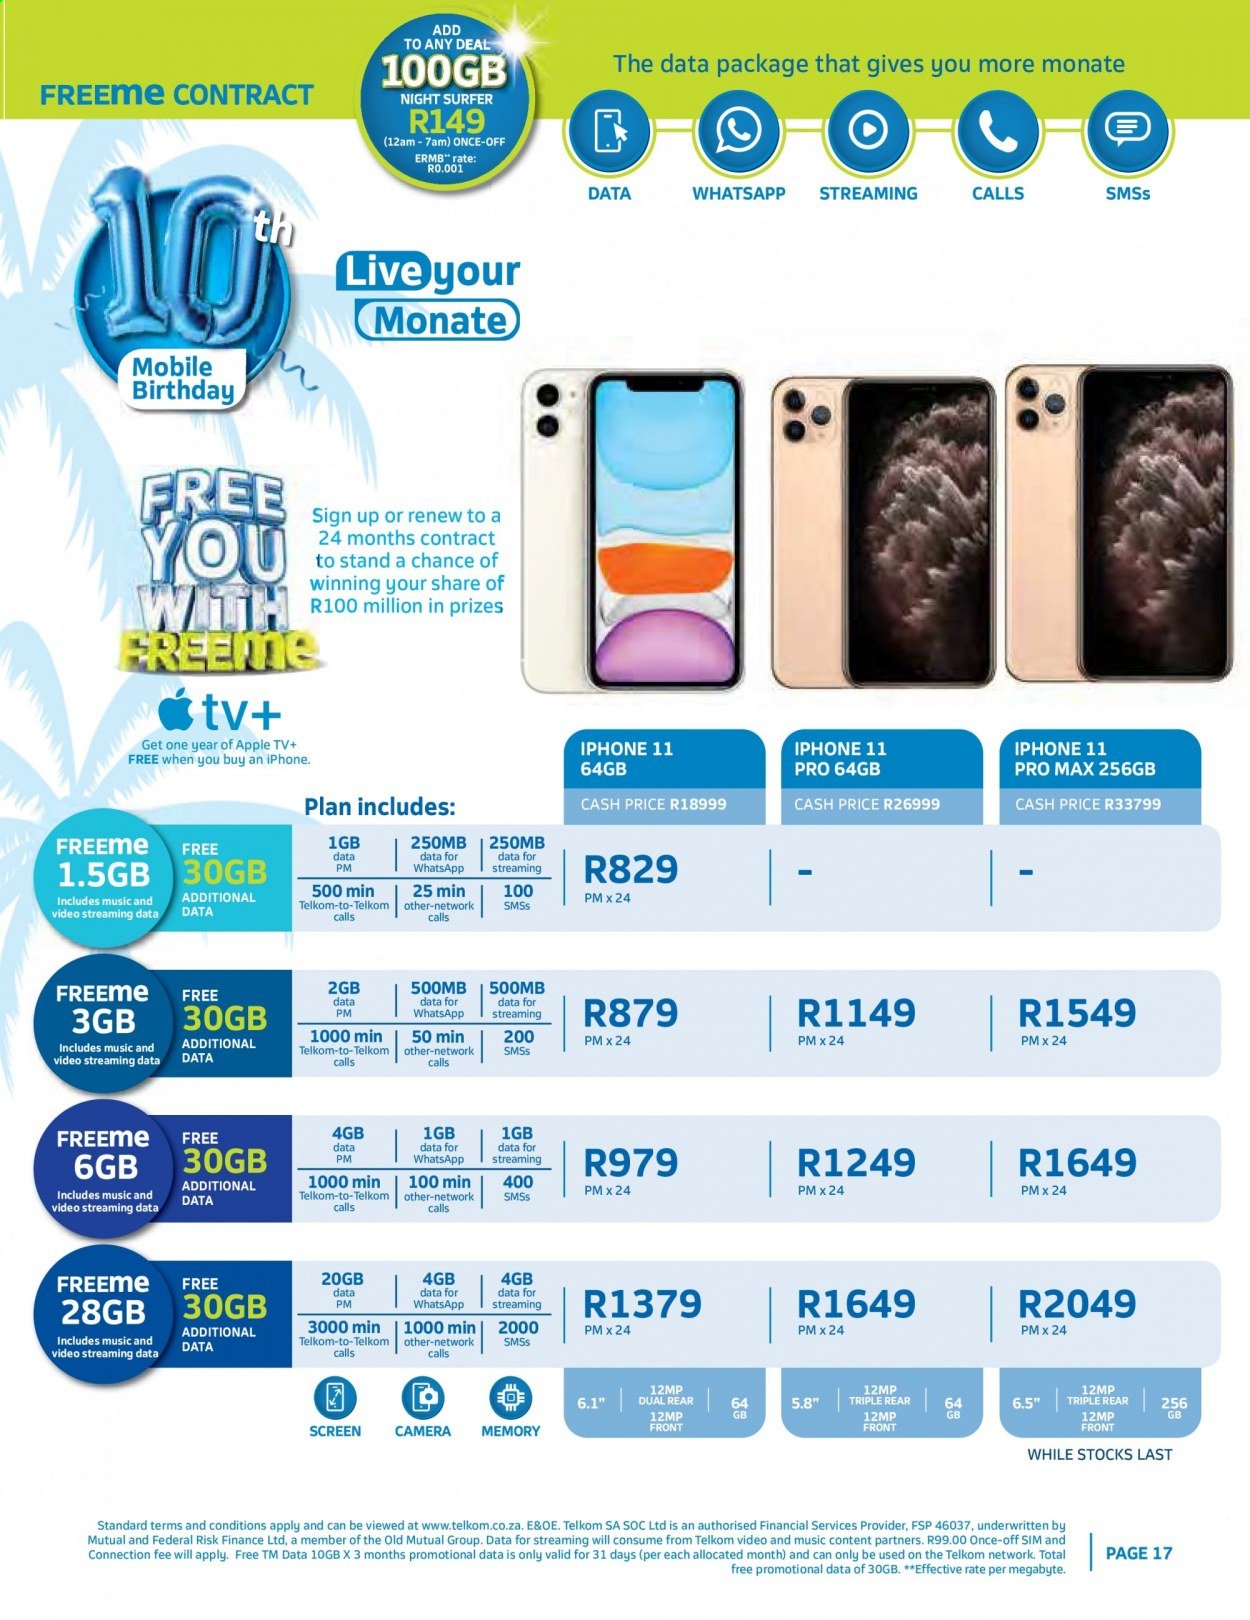 FREEme CONTRACT
ADD
TO ANY DEAL
100GB
NIGHT SURFER
R149
(12am - 7am) ONCE-OFF
ERMB** rate:
R0.001
The data package that gives you more monate
DATA
WHATSAPP
STREAMING
CALLS
SMSs
10th
Mobile
Birthday
Live your
Monate
FREE
YOU
WITH
FREEme
Sign up or renew to a
24 months contract
to stand a chance of
winning your share of
R100 million in prizes
tv+
Get one year of Apple TV+
FREE when you buy an iPhone.
IPHONE 11
64GB
CASH PRICE R18999
IPHONE 11
PRO 64GB
CASH PRICE R26999
IPHONE 11
PRO MAX 256GB
CASH PRICE R33799
Plan includes:
FREEme
1.5GB
Includes music and
video streaming data
FREE
30GB
ADDITIONAL
DATA
1GB
data
PM
250MB
data for
WhatsApp
250MB
data for
streaming
500 min
Telkom-to-Telkom
calls
25 min
other-network
calls
100
SMSs
R829
PM x 24
-
-
FREEme
3GB
Includes music and
video streaming data
FREE
30GB
ADDITIONAL
DATA
2GB
data
PM
500MB
data for
WhatsApp
500MB
data for
streaming
1000 min
Telkom-to-Telkom
calls
50 min
other-network
calls
200
SMSs
R879
PM x 24
R1149
PM x 24
R1549
PM x 24
FREEme
6GB
Includes music and
video streaming data
FREE
30GB
ADDITIONAL
DATA
4GB
data
PM
1GB
data for
WhatsApp
1GB
data for
streaming
1000 min
Telkom-to-Telkom
calls
100 min
other-network
calls
400
SMSs
R979
PM x 24
R1249
PM x 24
R1649
PM x 24
FREEme
28GB
Includes music and
video streaming data
FREE
30GB
ADDITIONAL
DATA
20GB
data
PM
4GB
data for
WhatsApp
4GB
data for
streaming
3000 min
Telkom-to-Telkom
calls
1000 min
other-network
calls
2000
SMSs
R1379
PM x 24
R1649
PM x 24
R2049
PM x 24
SCREEN
CAMERA
MEMORY
6.1"
12MP
DUAL REAR
12MP
FRONT
64
GB
5.8"
12MP
TRIPLE REAR
12MP
FRONT
64
GB
6.5"
12MP
TRIPLE REAR
12MP
FRONT
256
GB
WHILE STOCKS LAST
Standard terms and conditions apply and can be viewed at www.telkom.co.za. E&OE. Telkom SA SOC Ltd is an authorised Financial Services Provider, FSP 46037, underwritten by
Mutual and Federal Risk Finance Ltd, a member of the Old Mutual Group. Data for streaming will consume from Telkom video and music content partners. R99.00 Once-off SIM and
Connection fee will apply. Free TM Data 10GB X 3 months promotional data is only valid for 31 days (per each allocated month) and can only be used on the Telkom network. Total
free promotional data of 30GB. **Effective rate per megabyte.
PAGE 17